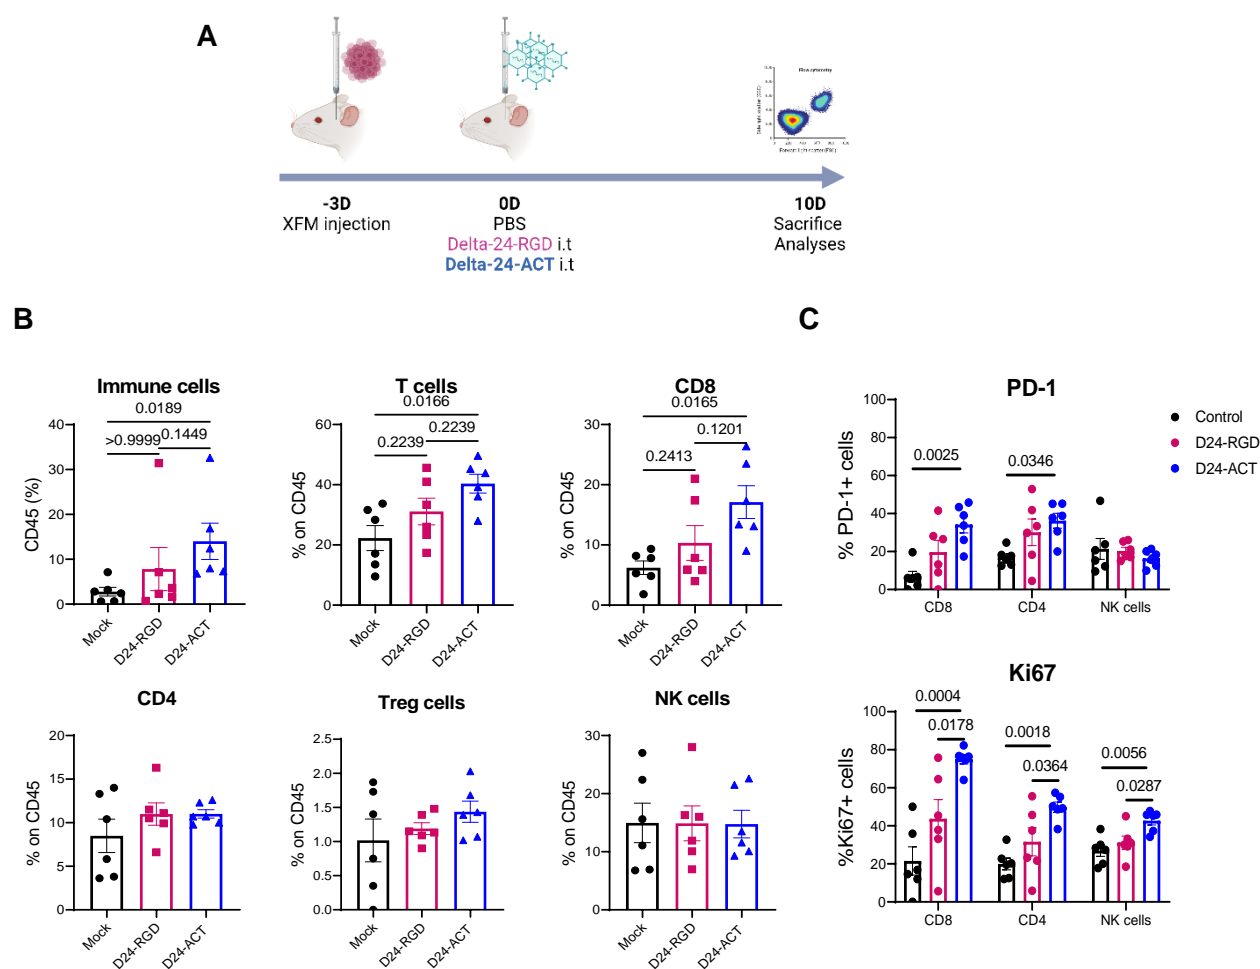 A
Flow cytometry
-3D
XFM injection
0D
PBS
Delta-24-RGD i.t
Delta-24-ACT i.t
10D
Sacrifice
Analyses
B
Immune cells
0.0189
>0.9999
0.1449
CD45 (%)
40
30
20
10
0
Mock
D24-RGD
D24-ACT
T cells
0.0166
0.2239
0.2239
% on CD45
60
40
20
0
Mock
D24-RGD
D24-ACT
CD8
0.0165
0.1201
0.2413
% on CD45
30
20
10
0
Mock
D24-RGD
D24-ACT
CD4
% on CD45
20
15
10
5
0
Mock
D24-RGD
D24-ACT
Treg cells
% on CD45
2.5
2.0
1.5
1.0
0.5
0.0
Mock
D24-RGD
D24-ACT
NK cells
% on CD45
30
20
10
0
Mock
D24-RGD
D24-ACT
C
PD-1
% PD-1+ cells
100
80
60
40
20
0
0.0025
0.0346
CD8
CD4
NK cells
Control
D24-RGD
D24-ACT
Ki67
%Ki67+ cells
100
80
60
40
20
0
0.0004
0.0178
0.0018
0.0364
0.0056
0.0287
CD8
CD4
NK cells